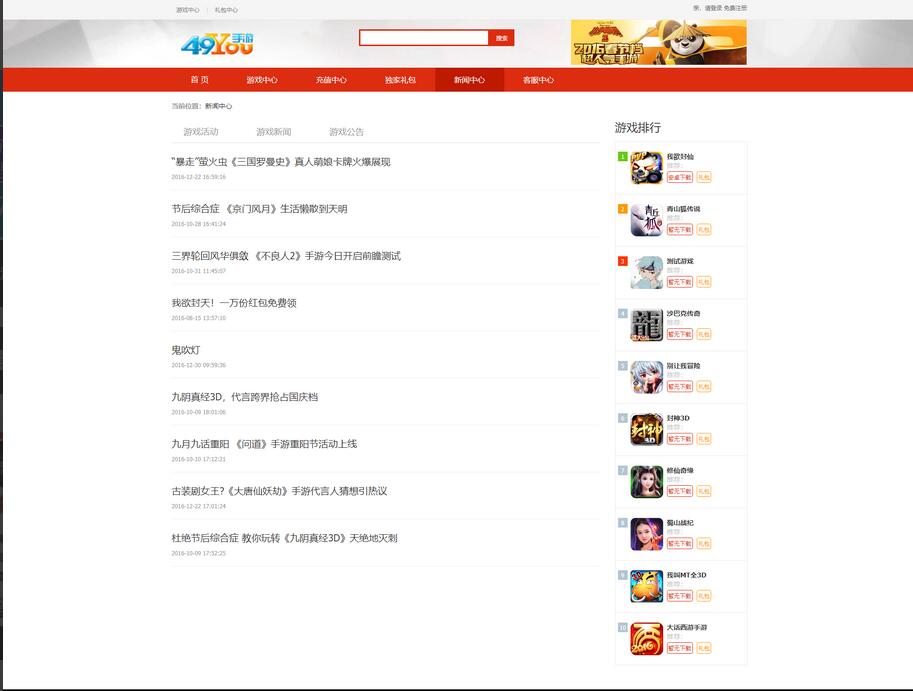 游戏中心 | 礼包中心
亲，请登录 免费注册
49You手游
搜索
2016春节档
超人气手游
首 页
游戏中心
充值中心
独家礼包
新闻中心
客服中心
当前位置：新闻中心
游戏活动
游戏新闻
游戏公告
“暴走”萤火虫《三国罗曼史》真人萌娘卡牌火爆展现
2016-12-22 16:59:16
节后综合症 《京门风月》生活懒散到天明
2016-10-28 16:41:24
三界轮回风华俱敛 《不良人2》手游今日开启前瞻测试
2016-10-31 11:45:07
我欲封天！一万份红包免费领
2016-08-15 13:57:10
鬼吹灯
2016-12-30 09:59:36
九阴真经3D，代言跨界抢占国庆档
2016-10-09 18:01:06
九月九话重阳 《问道》手游重阳节活动上线
2016-10-10 17:12:21
古装剧女王?《大唐仙妖劫》手游代言人猜想引热议
2016-12-22 17:01:24
杜绝节后综合症 教你玩转《九阴真经3D》天绝地灭刺
2016-10-09 17:52:25
游戏排行
1
我欲封仙
推荐：
安卓下载 礼包
2
青丘狐
青山狐传说
推荐：
暂无下载 礼包
3
测试游戏
推荐：
暂无下载 礼包
4
龍
沙巴克传奇
推荐：
暂无下载 礼包
5
别让我冒险
推荐：
暂无下载 礼包
6
封神
3D
封神3D
推荐：
暂无下载 礼包
7
修仙奇缘
推荐：
暂无下载 礼包
8
蜀山战纪
推荐：
暂无下载 礼包
9
我叫MT全3D
推荐：
暂无下载 礼包
10
2016
大话西游手游
推荐：
暂无下载 礼包